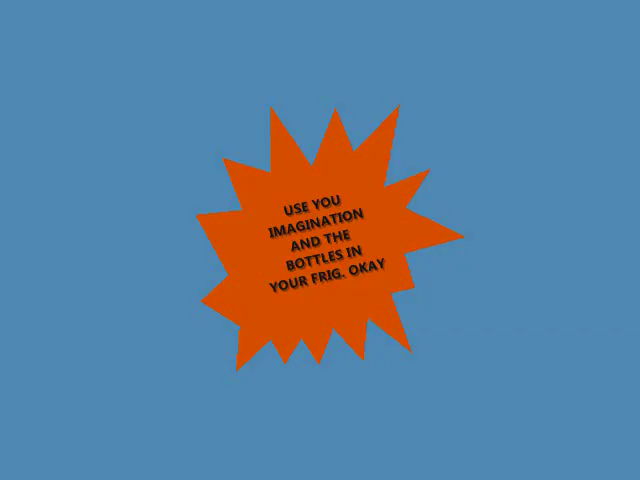 USE YOU
IMAGINATION
AND THE
BOTTLES IN
YOUR FRIG. OKAY